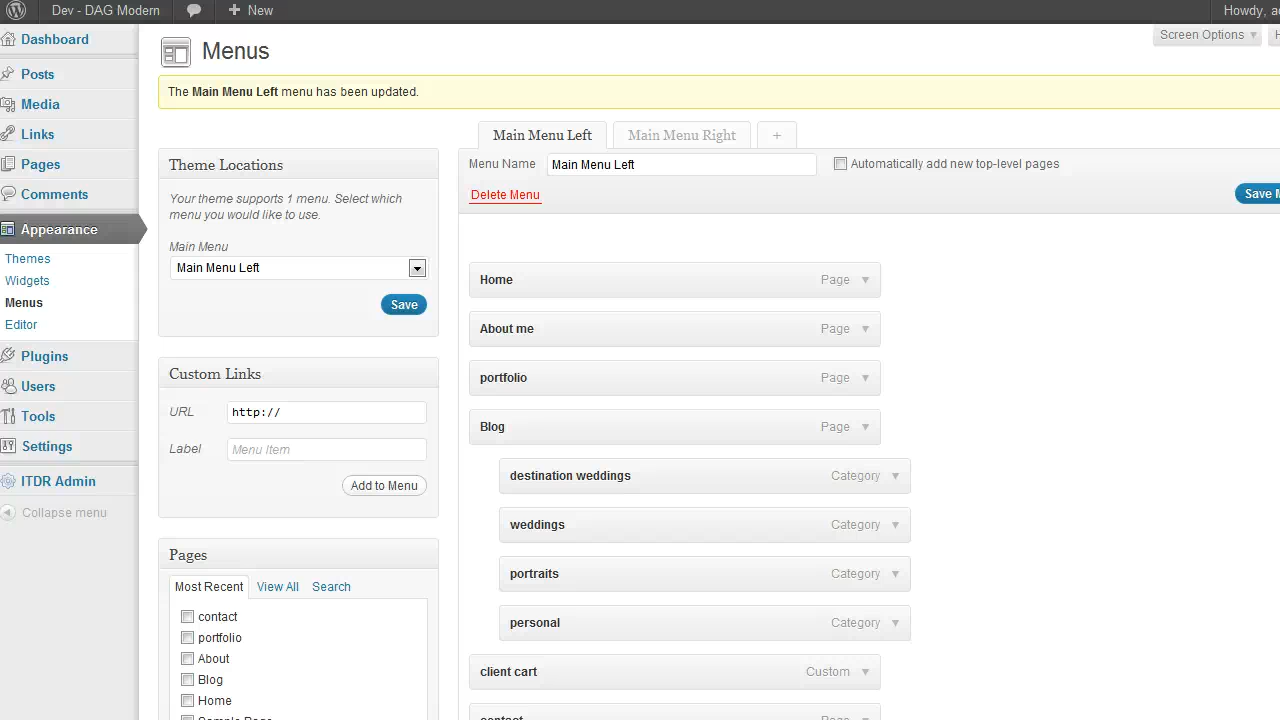 Dev - DAG Modern
New
Howdy,
Dashboard
Posts
Media
Links
Pages
Comments
Appearance
Themes
Widgets
Menus
Editor
Plugins
Users
Tools
Settings
ITDR Admin
Collapse menu
Menus
Screen Options
The Main Menu Left menu has been updated.
Theme Locations
Your theme supports 1 menu. Select which
menu you would like to use.
Main Menu
Main Menu Left
Save
Custom Links
URL http://
Label Menu Item
Add to Menu
Pages
Most Recent View All Search
contact
portfolio
About
Blog
Home
Sample Page
Main Menu Left Main Menu Right +
Menu Name Main Menu Left Automatically add new top-level pages
Delete Menu Save M
Home Page
About me Page
portfolio Page
Blog Page
destination weddings Category
weddings Category
portraits Category
personal Category
client cart Custom
contact Page